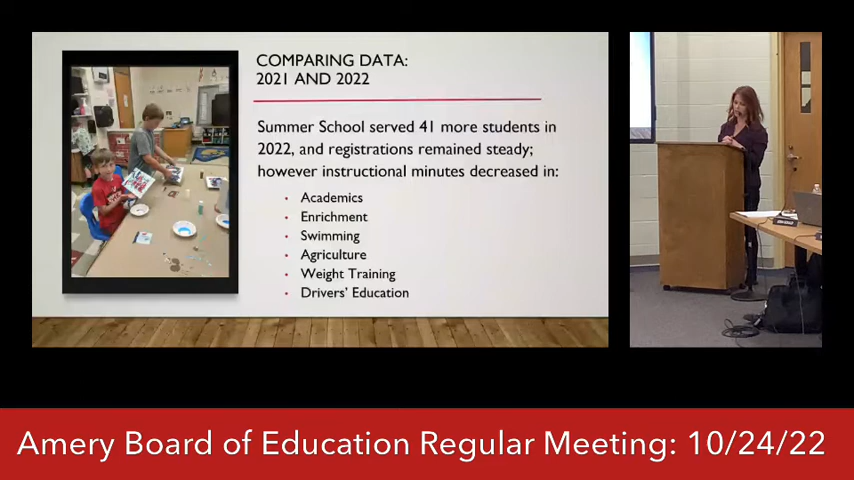 COMPARING DATA:
2021 AND 2022
Summer School served 41 more students in
2022, and registrations remained steady;
however instructional minutes decreased in:
• Academics
• Enrichment
• Swimming
• Agriculture
• Weight Training
• Drivers' Education
Amery Board of Education Regular Meeting: 10/24/22